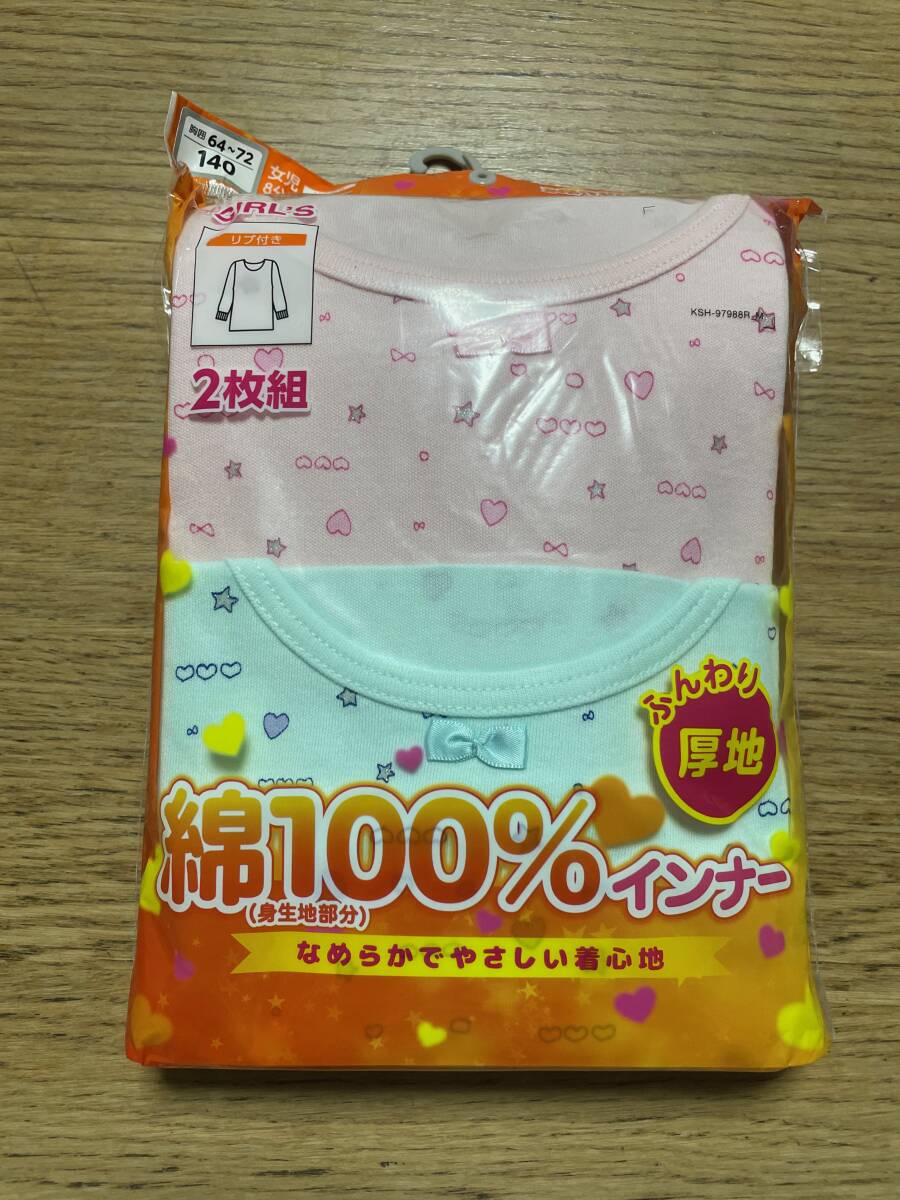 胸囲 64~72
140
女児
GIRL'S
リブ付き
2枚組
KSH-97988R-M
ふんわり
厚地
綿100%インナー
(身生地部分)
なめらかでやさしい着心地